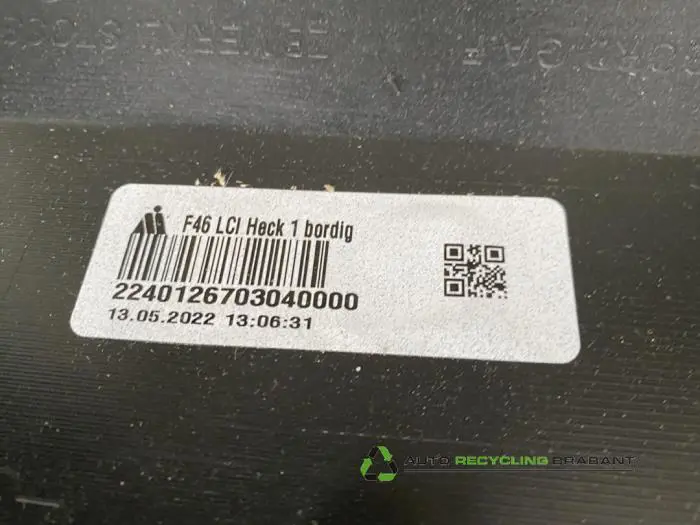 F46 LCI Heck 1 bordig
2240126703040000
13.05.2022 13:06:31
AUTO RECYCLING BRABANT